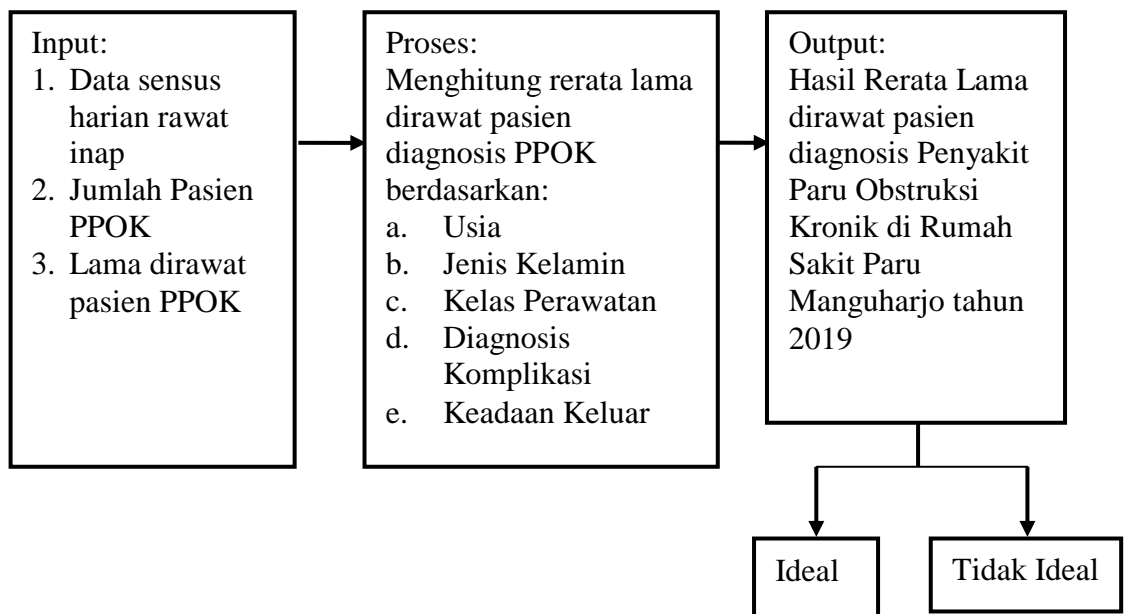 Input:
1. Data sensus
harian rawat
inap
2. Jumlah Pasien
PPOK
3. Lama dirawat
pasien PPOK
Proses:
Menghitung rerata lama
dirawat pasien
diagnosis PPOK
berdasarkan:
a. Usia
b. Jenis Kelamin
c. Kelas Perawatan
d. Diagnosis
Komplikasi
e. Keadaan Keluar
Output:
Hasil Rerata Lama
dirawat pasien
diagnosis Penyakit
Paru Obstruksi
Kronik di Rumah
Sakit Paru
Manguharjo tahun
2019
Ideal
Tidak Ideal